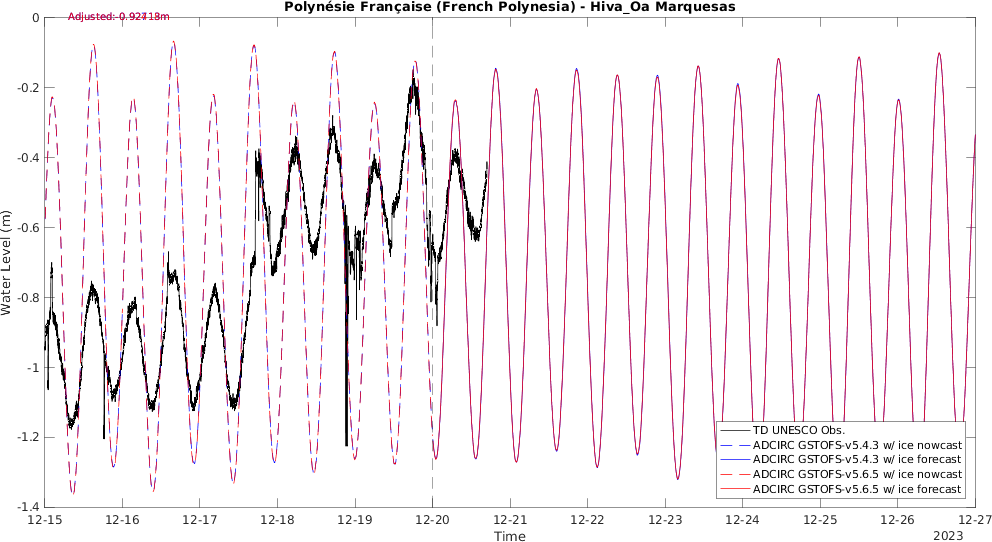 Polynésie Française (French Polynesia) - Hiva_Oa Marquesas
Adjusted:
0
-0.2
-0.4
-0.6
-0.8
-1
-1.2
-1.4
Water Level (m)
TD UNESCO Obs.
ADCIRC GSTOFS-v5.4.3 w/ ice nowcast
ADCIRC GSTOFS-v5.4.3 w/ ice forecast
ADCIRC GSTOFS-v5.6.5 w/ ice nowcast
ADCIRC GSTOFS-v5.6.5 w/ ice forecast
12-15 12-16 12-17 12-18 12-19 12-20 12-21 12-22 12-23 12-24 12-25 12-26 12-27
Time
2023